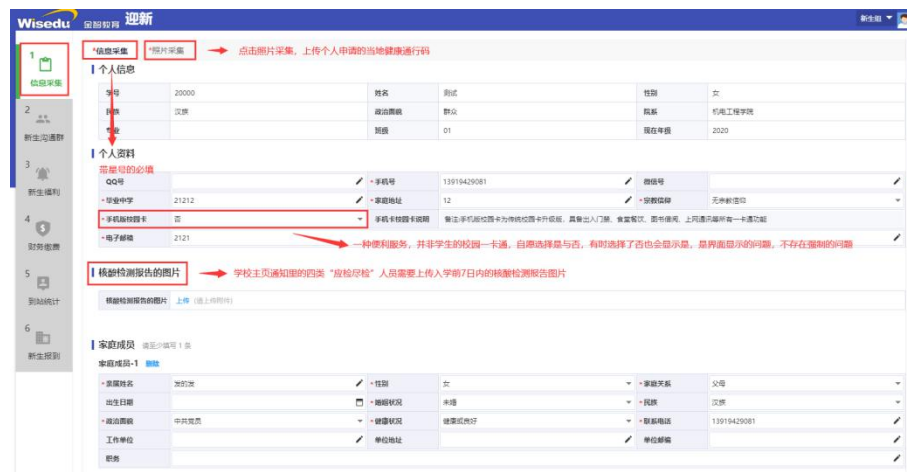 Wisedu 金智教育 迎新
新生组
1
信息采集
2
新生沟通群
3
新生福利
4
财务缴费
5
到站统计
6
新生报到
*信息采集 *照片采集 点击照片采集,上传个人申请的当地健康通行码
个人信息
学号 20000 姓名 测试 性别 女
民族 汉族 政治面貌 群众 院系 机电工程学院
专业 班级 01 现在年级 2020
个人资料
带星号的必填
QQ号 *手机号 13919429081 微信号
*毕业中学 21212 *家庭地址 12 *宗教信仰 无宗教信仰
*手机版校园卡 否 手机卡校园卡说明 备注:手机版校园卡为传统校园卡升级版,具备出入门禁、食堂餐饮、图书借阅、上网通讯等所有一卡通功能
*电子邮箱 2121 一种便利服务,并非学生的校园一卡通,自愿选择是与否,有时选择了否也会显示是,是界面显示的问题,不存在强制的问题
核酸检测报告的图片 学校主页通知里的四类“应检尽检”人员需要上传入学前7日内的核酸检测报告图片
核酸检测报告的图片 上传 (请上传附件)
家庭成员 请至少填写 1 条
家庭成员-1 删除
*亲属姓名 发的发 *性别 女 *家庭关系 父母
出生日期 *婚姻状况 未婚 *民族 汉族
*政治面貌 中共党员 *健康状况 健康或良好 *联系电话 13919429081
工作单位 单位地址 单位邮编
职务